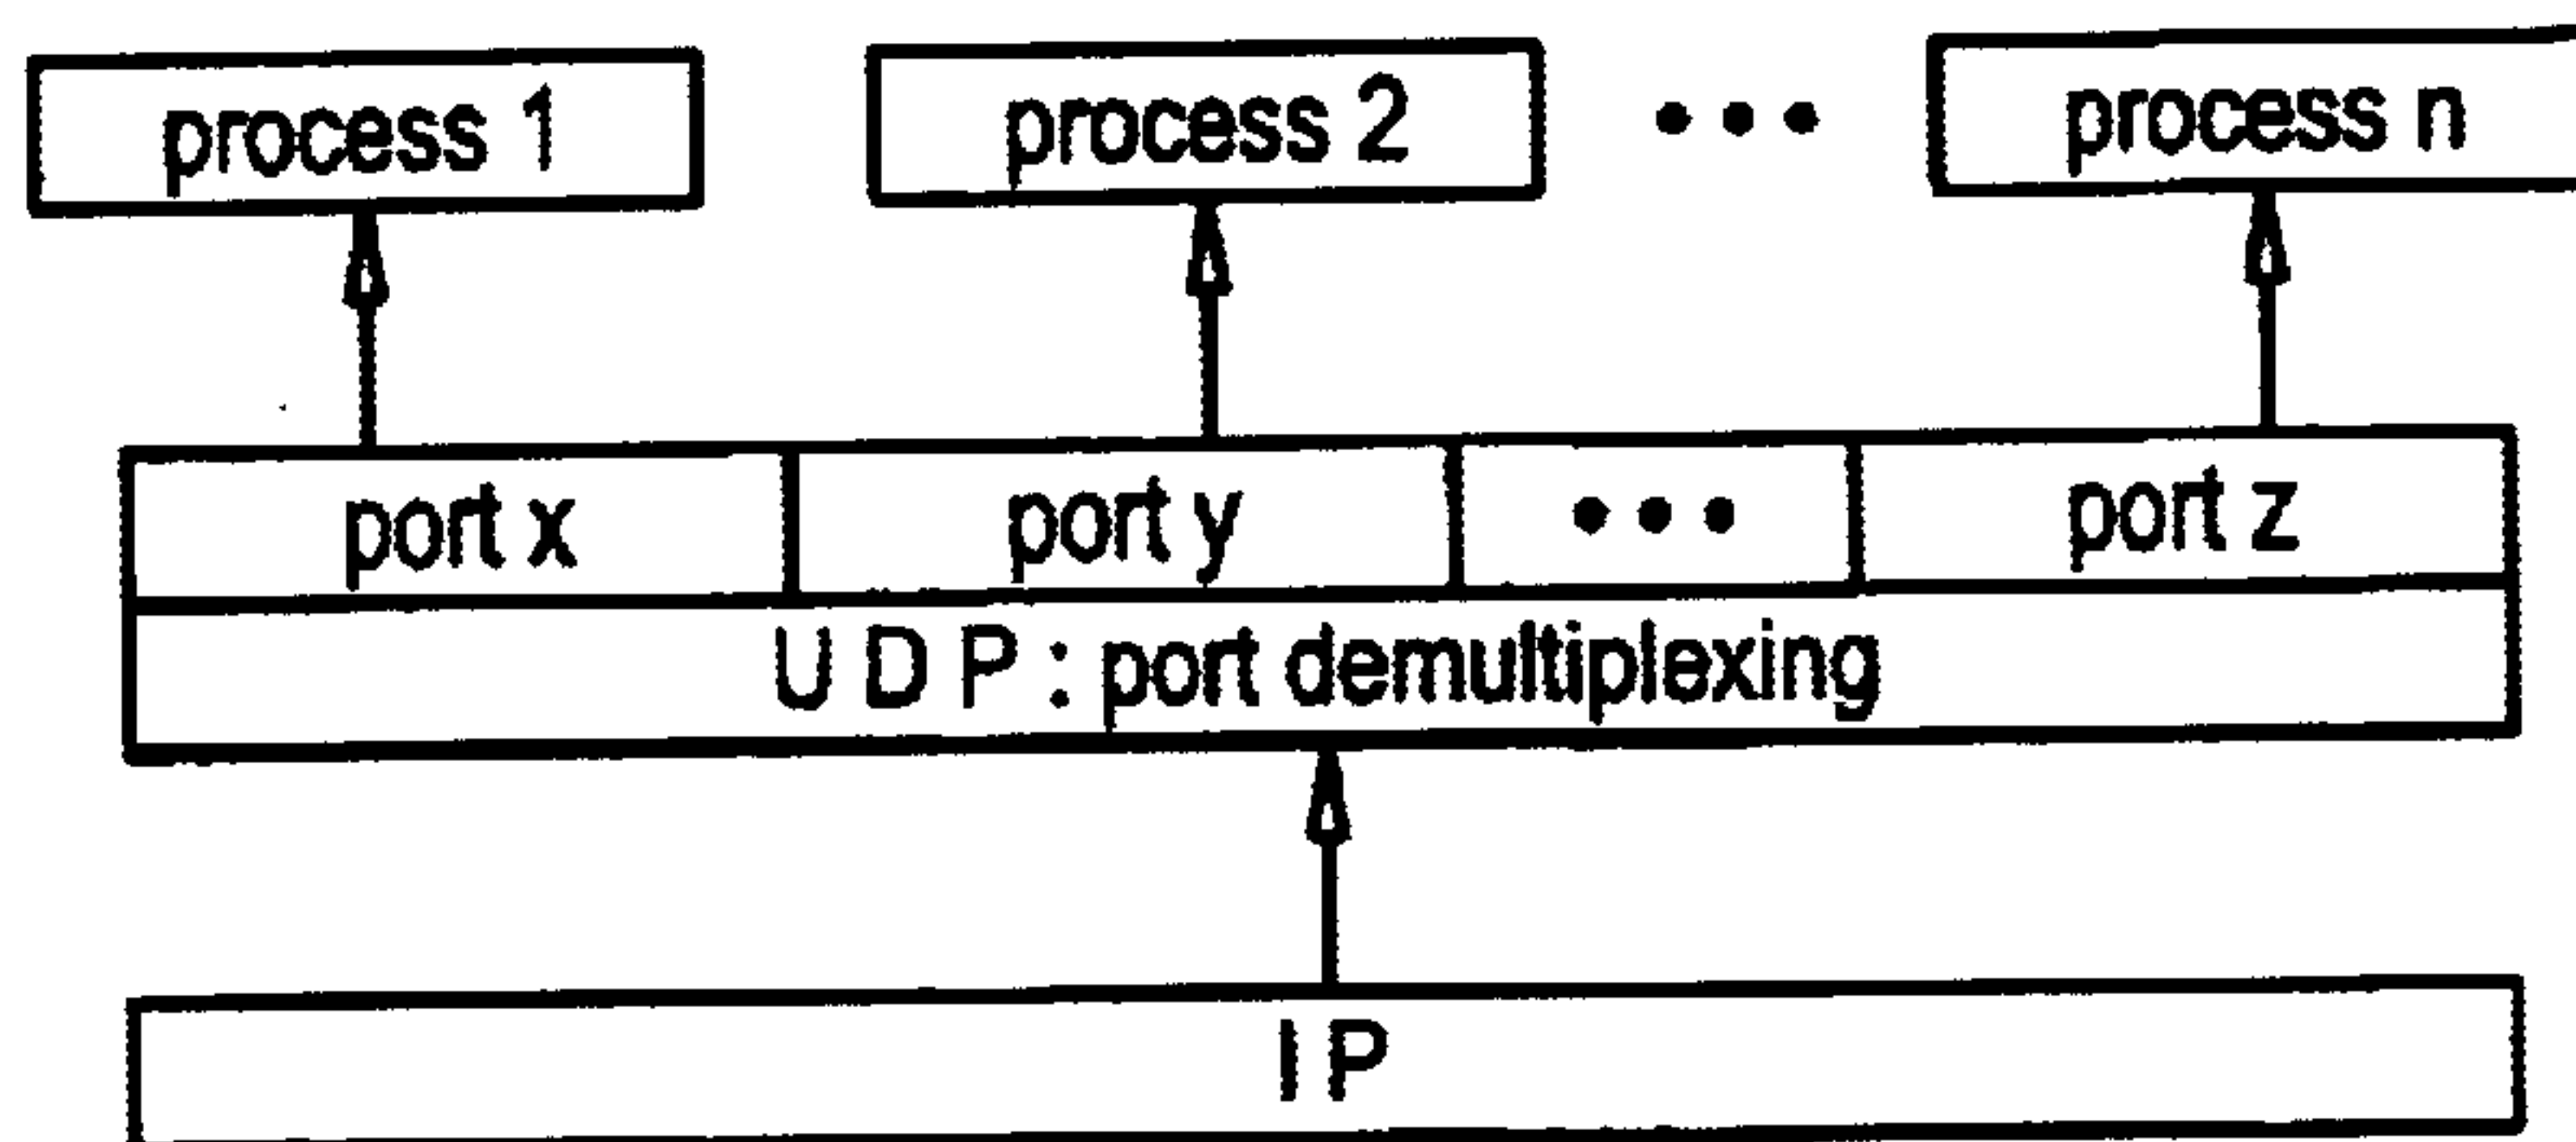 process 1 process 2 • • • process n
port x port y • • • port z
U D P : port demultiplexing
I P